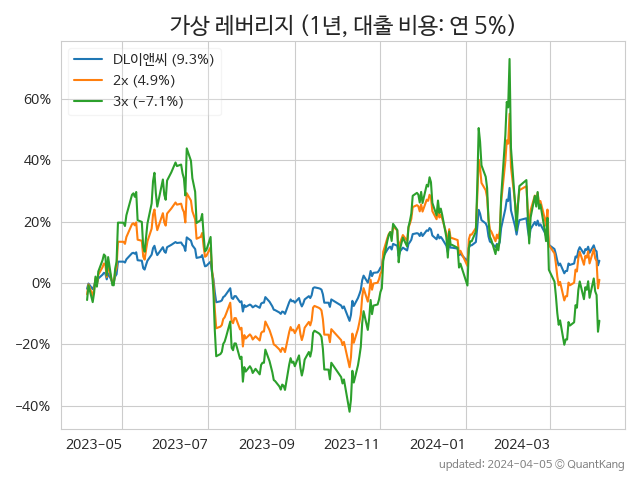 가상 레버리지 (1년, 대출 비용: 연 5%)
DL이앤씨 (9.3%)
2x (4.9%)
3x (−7.1%)
60%
40%
20%
0%
−20%
−40%
2023-05 2023-07 2023-09 2023-11 2024-01 2024-03
updated: 2024-04-05 © QuantKang